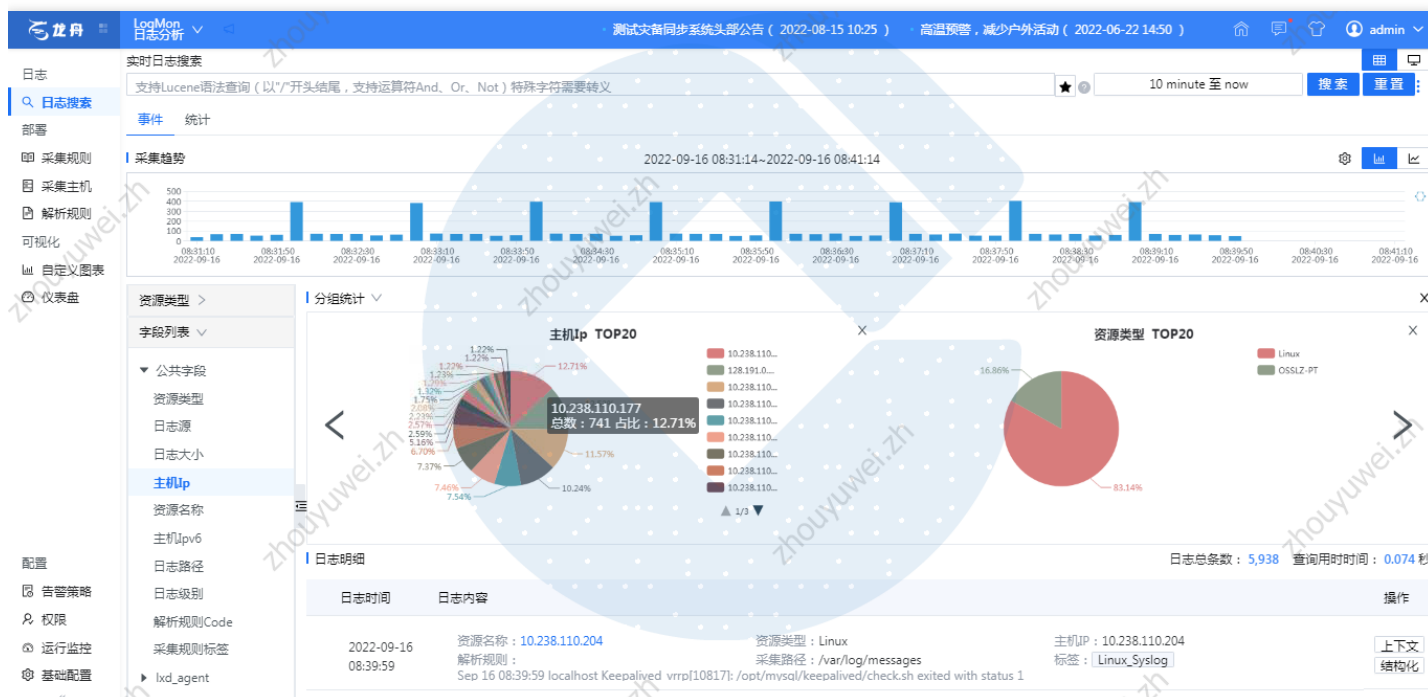 龙舟
LogMon
日志分析
测试灾备同步系统头部公告 ( 2022-08-15 10:25 )
高温预警，减少户外活动 ( 2022-06-22 14:50 )
admin
日志
日志搜索
部署
采集规则
采集主机
解析规则
可视化
自定义图表
仪表盘
配置
告警策略
权限
运行监控
基础配置
实时日志搜索
支持Lucene语法查询 ( 以"/"开头结尾，支持运算符And、Or、Not ) 特殊字符需要转义
10 minute 至 now
搜索
重置
事件 统计
采集趋势
2022-09-16 08:31:14~2022-09-16 08:41:14
500
400
300
200
100
0
08:31:10 08:31:50 08:32:30 08:33:10 08:33:50 08:34:30 08:35:10 08:35:50 08:36:30 08:37:10 08:37:50 08:38:30 08:39:10 08:39:50 08:40:30 08:41:10
2022-09-16 2022-09-16 2022-09-16 2022-09-16 2022-09-16 2022-09-16 2022-09-16 2022-09-16 2022-09-16 2022-09-16 2022-09-16 2022-09-16 2022-09-16 2022-09-16 2022-09-16 2022-09-16
资源类型
字段列表
公共字段
资源类型
日志源
日志大小
主机Ip
资源名称
主机Ipv6
日志路径
日志级别
解析规则Code
采集规则标签
lxd_agent
分组统计
X
主机Ip TOP20
X
1.22%
1.22%
1.22%
1.23%
1.29%
1.32%
1.75%
2.08%
2.23%
2.57%
2.59%
5.16%
6.70%
7.37%
7.46%
7.54%
10.24%
11.57%
12.71%
10.238.110.177
总数：741 占比：12.71%
10.238.110...
128.191.0....
10.238.110...
10.238.110...
10.238.110...
10.238.110...
10.238.110...
10.238.110...
10.238.110...
1/3
资源类型 TOP20
X
16.86%
83.14%
Linux
OSSLZ-PT
日志明细
日志总条数： 5,938 查询用时时间： 0.074 秒
日志时间 日志内容 操作
2022-09-16
08:39:59
资源名称：10.238.110.204 资源类型：Linux 主机IP：10.238.110.204
解析规则： 采集路径：/var/log/messages 标签： Linux_Syslog
Sep 16 08:39:59 localhost Keepalived_vrrp[10817]: /opt/mysql/keepalived/check.sh exited with status 1
上下文
结构化
zhouyuwei.zh